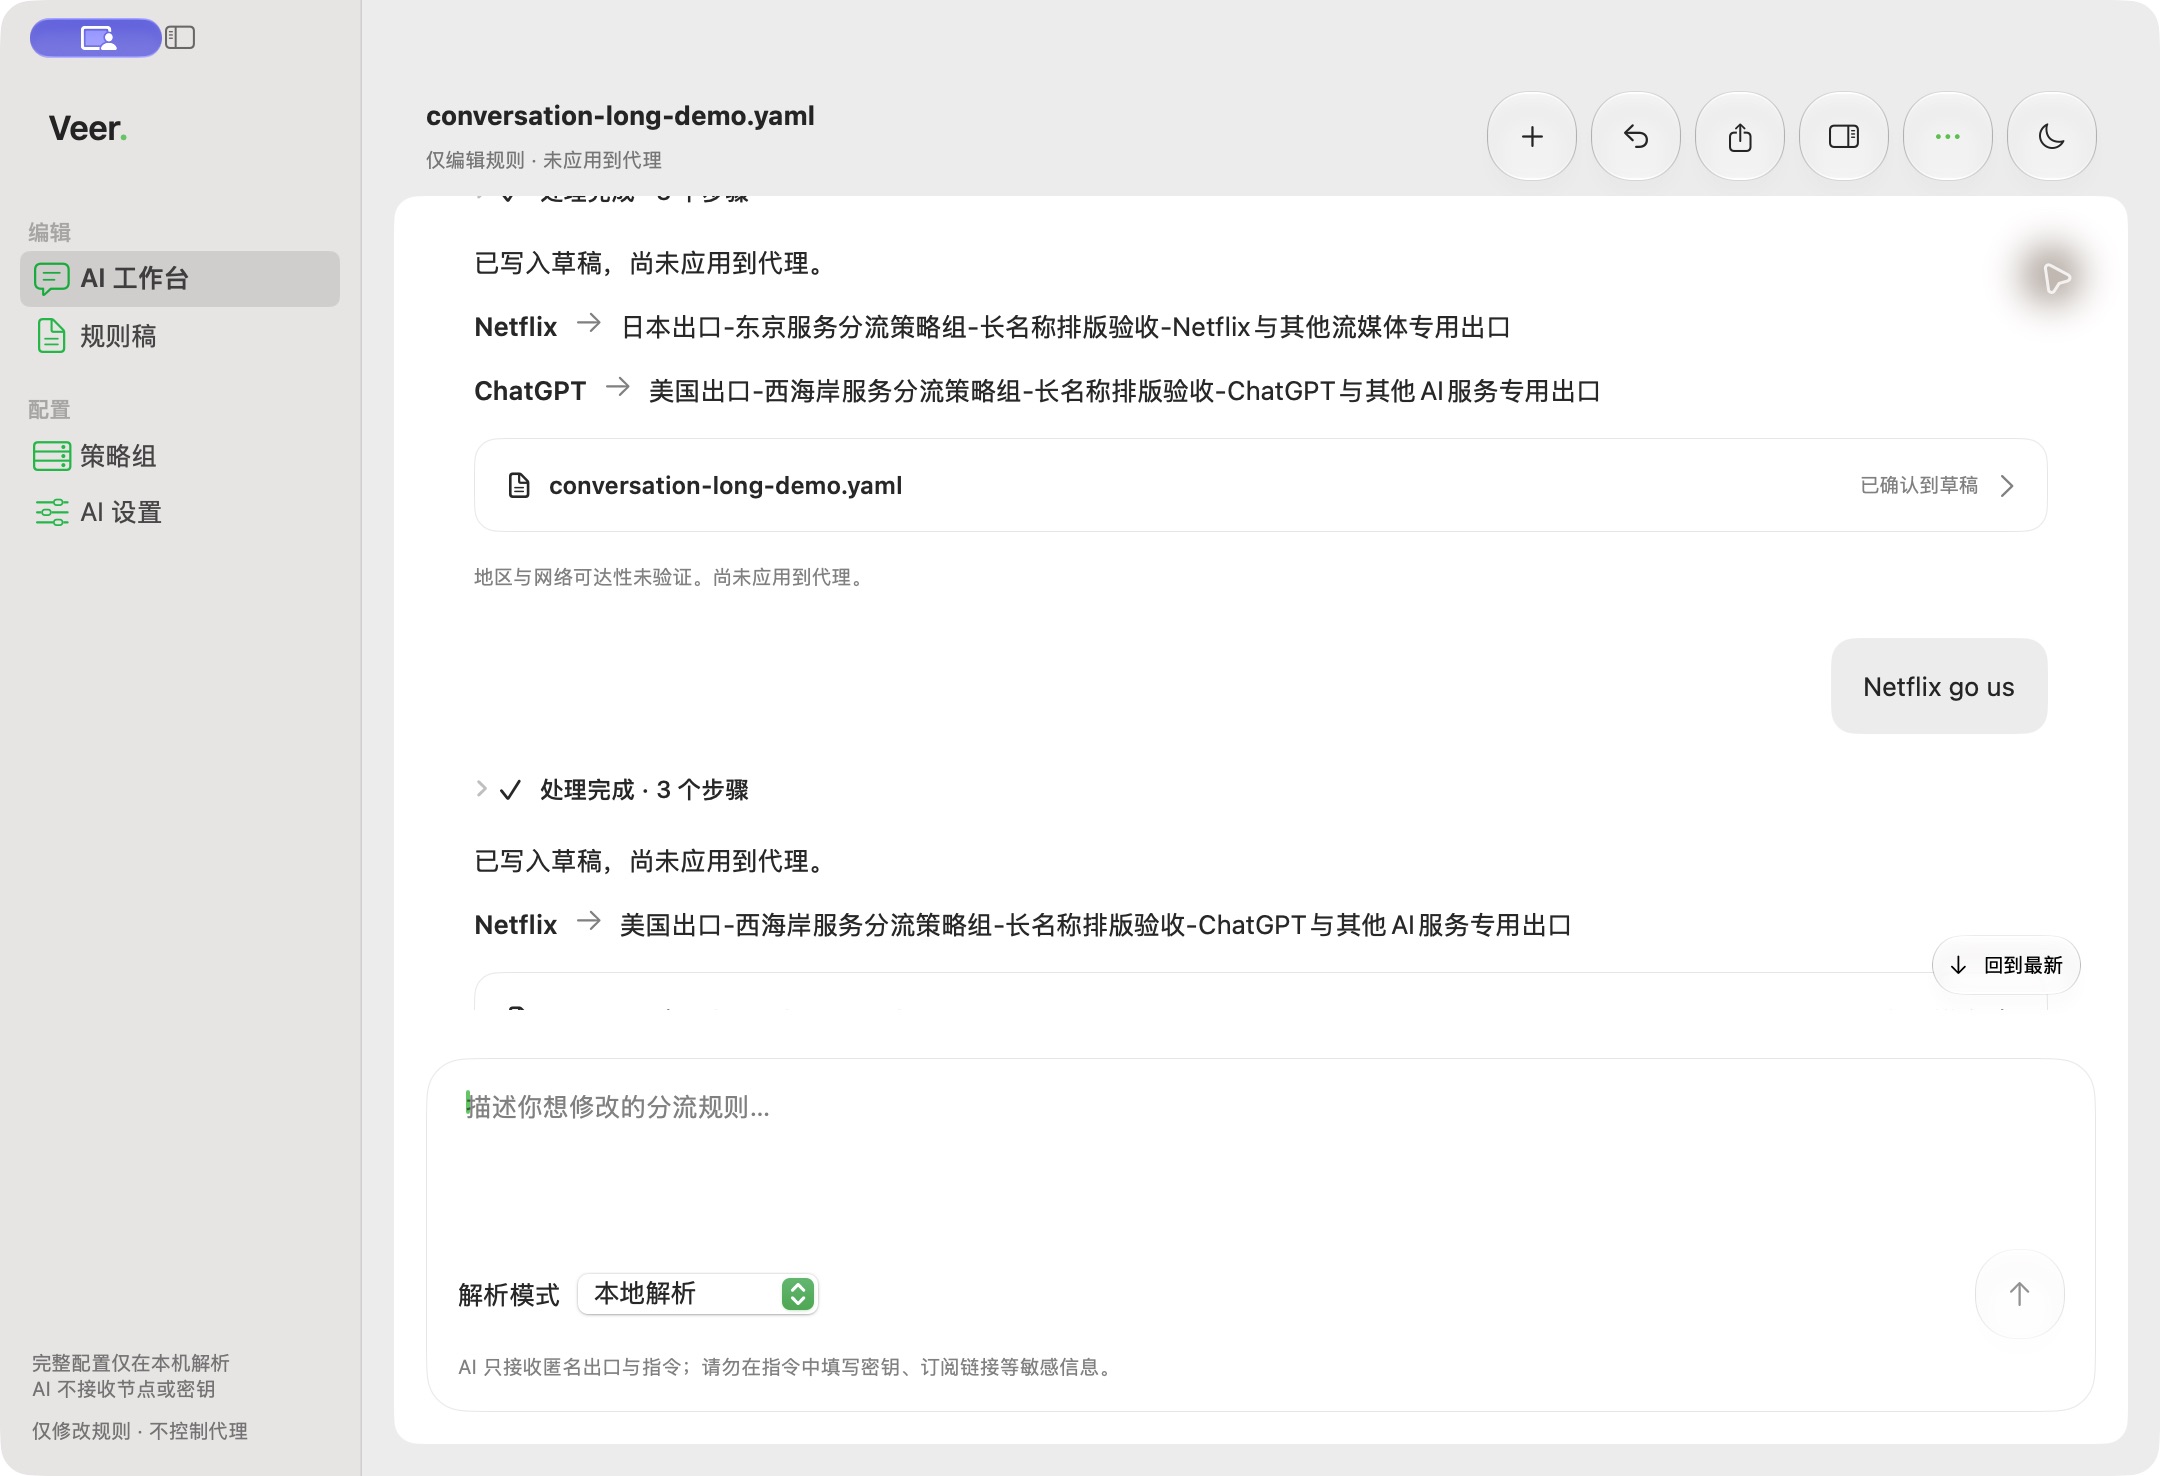 Veer.
编辑
AI 工作台
规则稿
配置
策略组
AI 设置
完整配置仅在本机解析
AI 不接收节点或密钥
仅修改规则 · 不控制代理
conversation-long-demo.yaml
仅编辑规则 · 未应用到代理
处理完成 · 3 个步骤
已写入草稿，尚未应用到代理。
Netflix → 日本出口-东京服务分流策略组-长名称排版验收-Netflix与其他流媒体专用出口
ChatGPT → 美国出口-西海岸服务分流策略组-长名称排版验收-ChatGPT与其他AI服务专用出口
conversation-long-demo.yaml 已确认到草稿
地区与网络可达性未验证。尚未应用到代理。
Netflix go us
处理完成 · 3 个步骤
已写入草稿，尚未应用到代理。
Netflix → 美国出口-西海岸服务分流策略组-长名称排版验收-ChatGPT与其他AI服务专用出口
回到最新
描述你想修改的分流规则...
解析模式 本地解析
AI 只接收匿名出口与指令；请勿在指令中填写密钥、订阅链接等敏感信息。